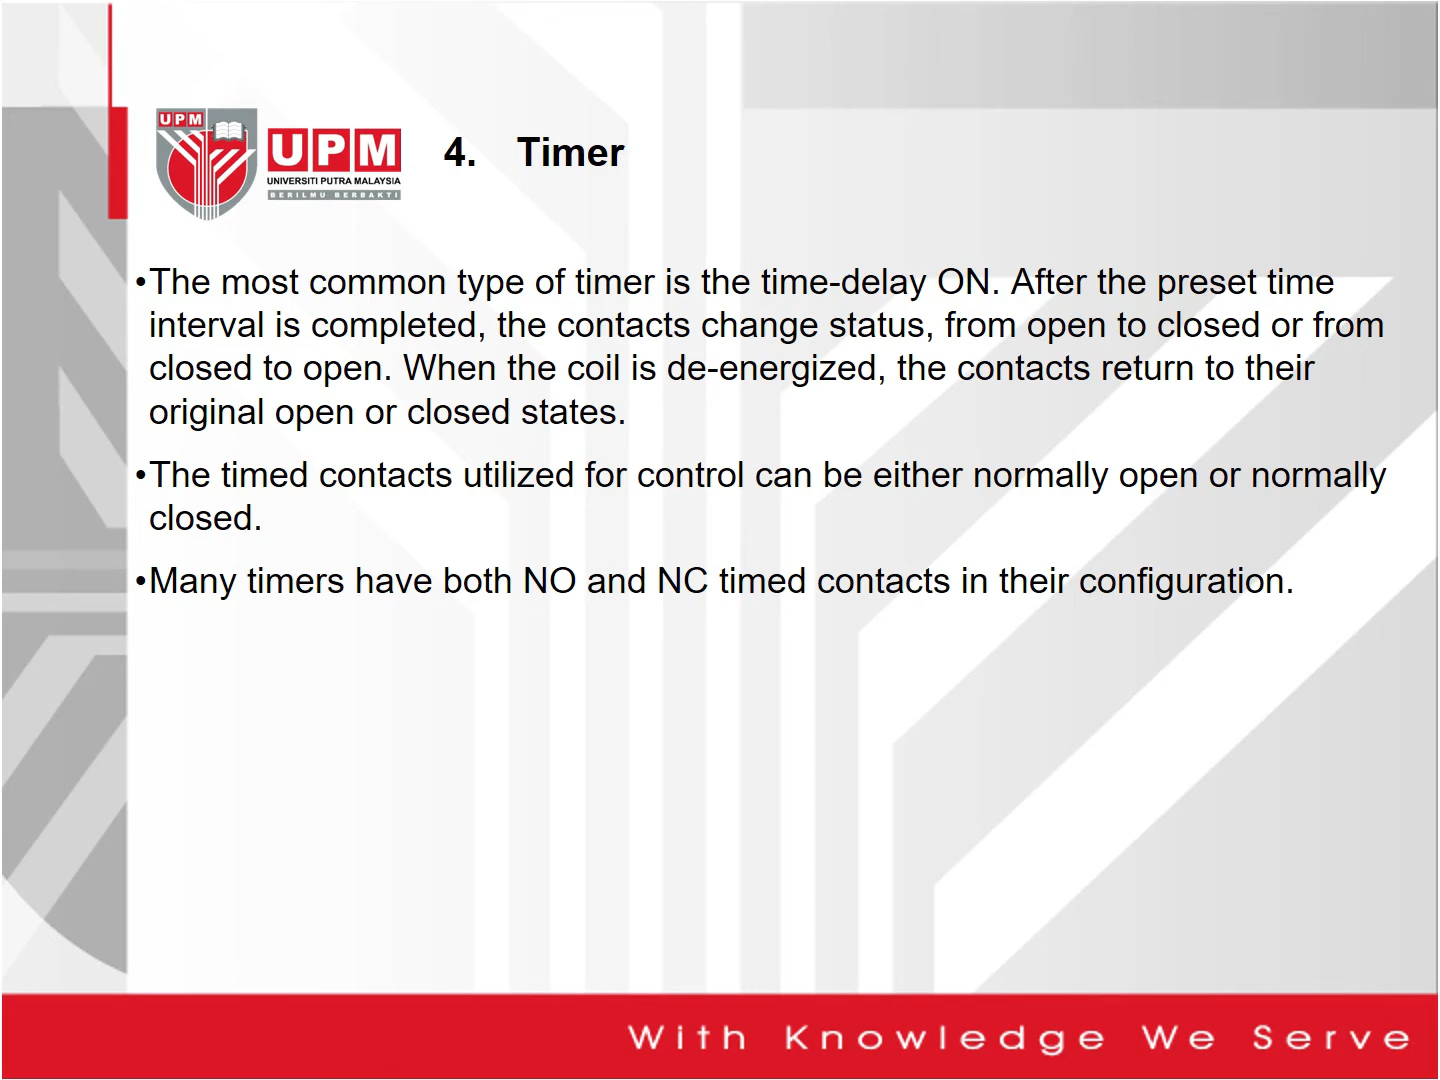 UPM
UPM
UNIVERSITI PUTRA MALAYSIA
BERILMU BERBAKTI
4. Timer
•The most common type of timer is the time-delay ON. After the preset time
interval is completed, the contacts change status, from open to closed or from
closed to open. When the coil is de-energized, the contacts return to their
original open or closed states.
•The timed contacts utilized for control can be either normally open or normally
closed.
•Many timers have both NO and NC timed contacts in their configuration.
With Knowledge We Serve